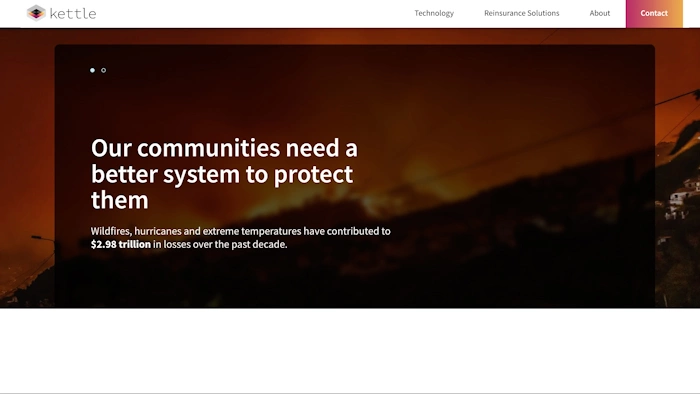 kettle
Technology
Reinsurance Solutions
About
Contact
Our communities need a
better system to protect
them
Wildfires, hurricanes and extreme temperatures have contributed to
$2.98 trillion in losses over the past decade.